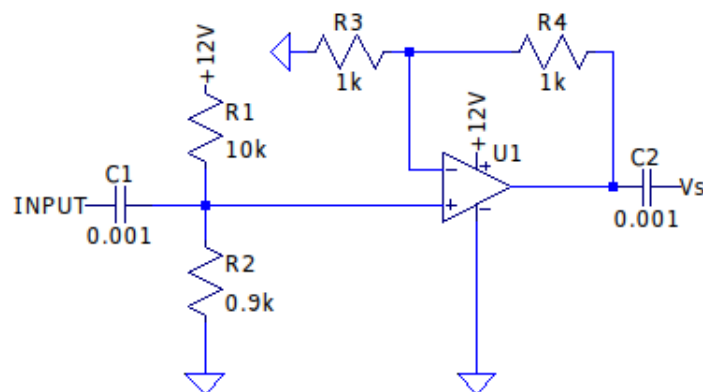 R3
R4
+12V
1k
1k
R1
10k
+12V
U1
C1
C2
INPUT
Vs
0.001
0.001
R2
0.9k